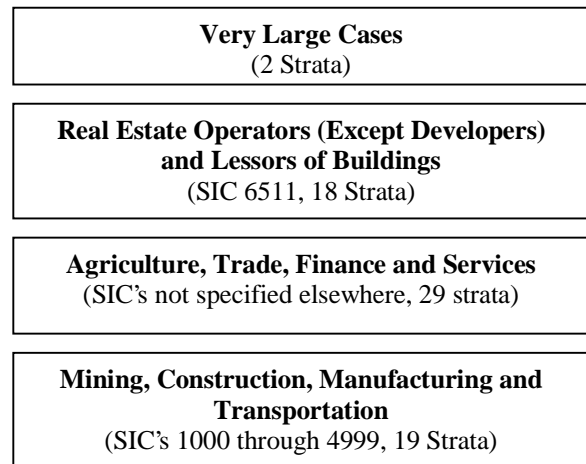 Very Large Cases
(2 Strata)
Real Estate Operators (Except Developers)
and Lessors of Buildings
(SIC 6511, 18 Strata)
Agriculture, Trade, Finance and Services
(SIC's not specified elsewhere, 29 strata)
Mining, Construction, Manufacturing and
Transportation
(SIC's 1000 through 4999, 19 Strata)